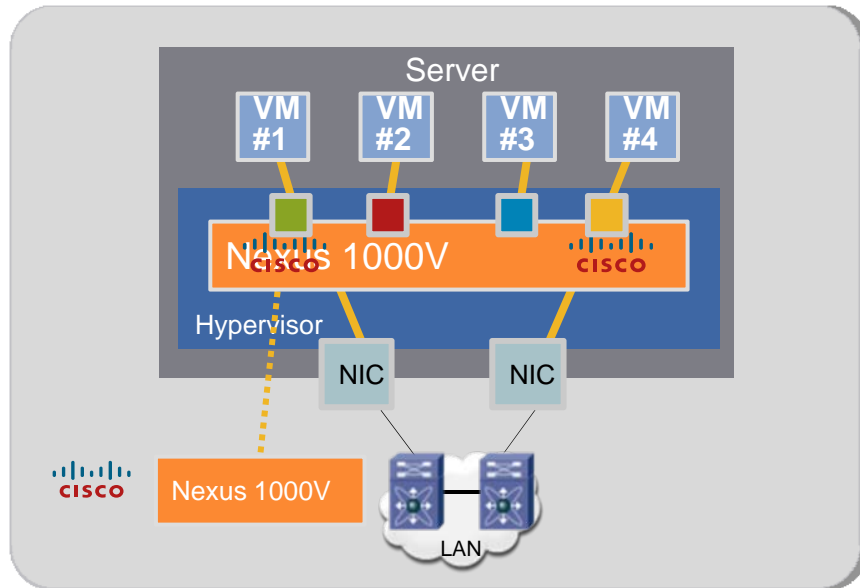 Server
VM
#1
VM
#2
VM
#3
VM
#4
Nexus 1000V
CISCO
CISCO
Hypervisor
NIC
NIC
CISCO
Nexus 1000V
LAN